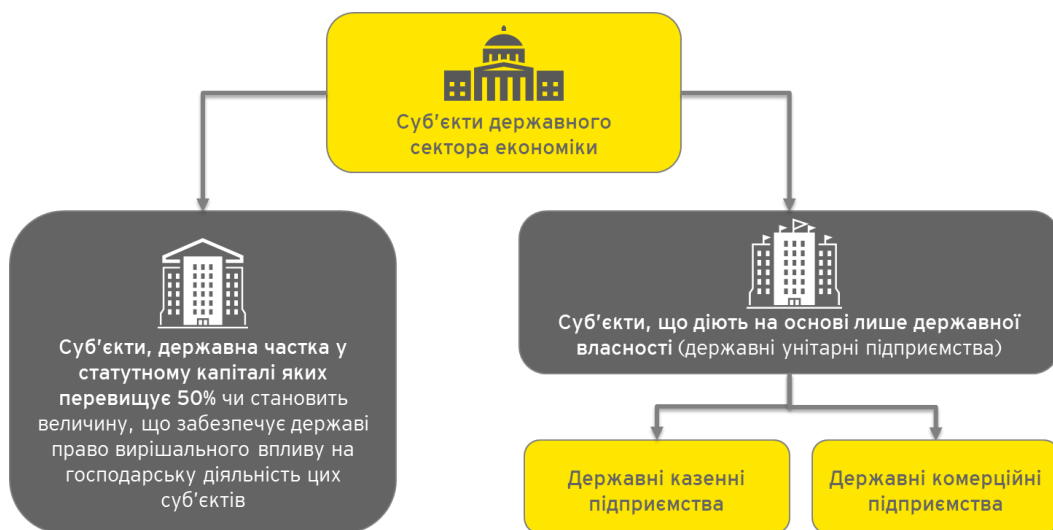 Суб’єкти державного
сектора економіки
Суб’єкти, державна частка у
статутному капіталі яких
перевищує 50% чи становить
величину, що забезпечує державі
право вирішального впливу на
господарську діяльність цих
суб’єктів
Суб’єкти, що діють на основі лише державної
власності (державні унітарні підприємства)
Державні казенні
підприємства
Державні комерційні
підприємства